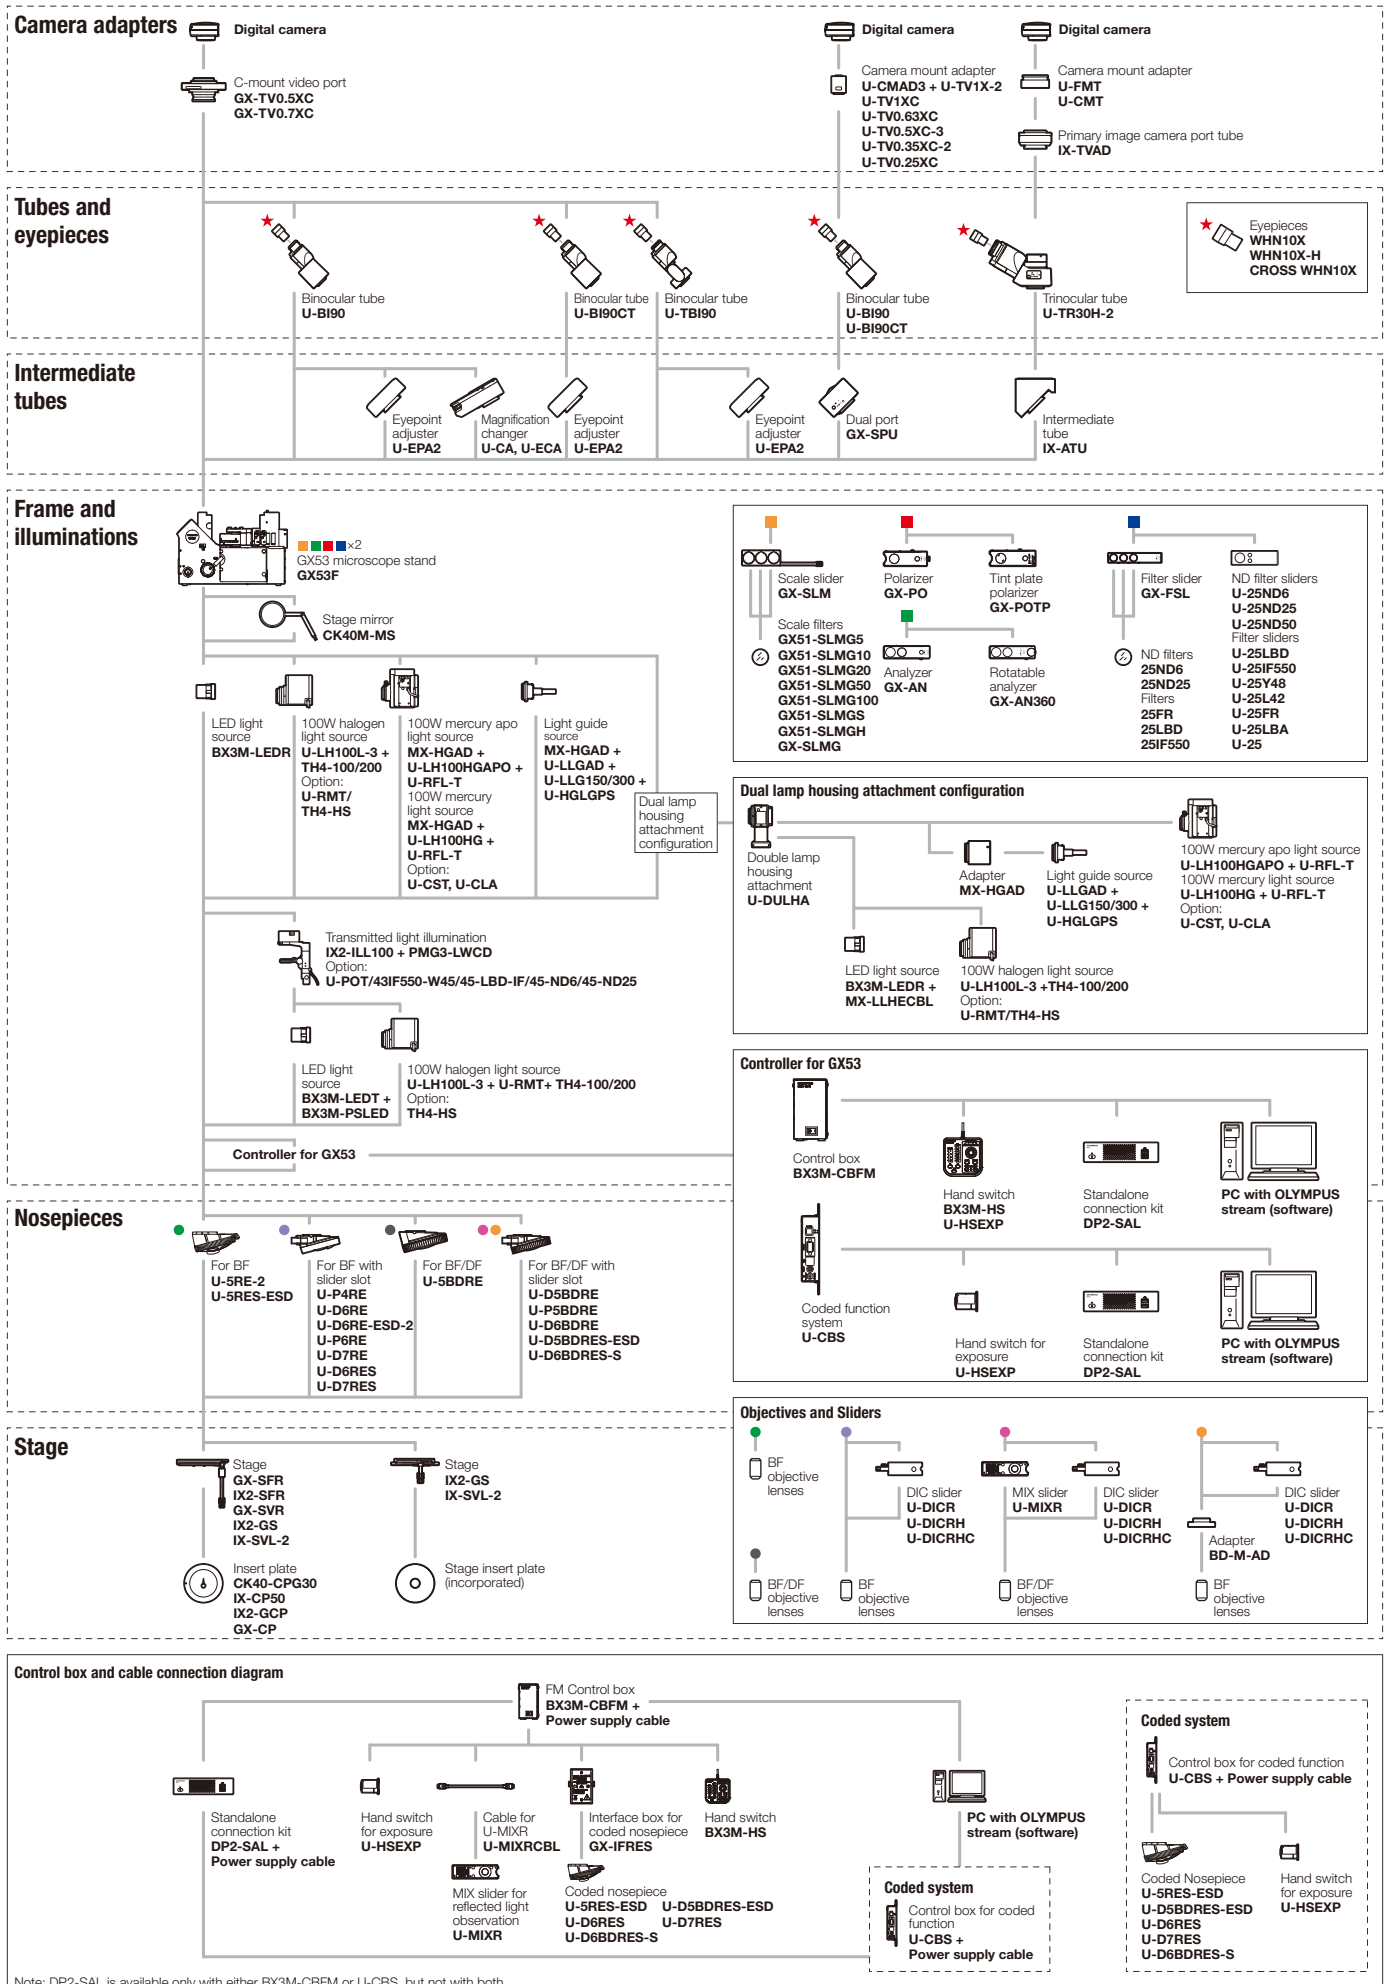 Camera adapters
Digital camera
C-mount video port
GX-TV0.5XC
GX-TV0.7XC
Digital camera
Camera mount adapter
U-CMAD3 + U-TV1X-2
U-TV1XC
U-TV0.63XC
U-TV0.5XC-3
U-TV0.35XC-2
U-TV0.25XC
Digital camera
Camera mount adapter
U-FMT
U-CMT
Primary image camera port tube
IX-TVAD
Tubes and
eyepieces
Binocular tube
U-BI90
Binocular tube
U-BI90CT
Binocular tube
U-TBI90
Binocular tube
U-BI90
U-BI90CT
Trinocular tube
U-TR30H-2
Eyepieces
WHN10X
WHN10X-H
CROSS WHN10X
Intermediate
tubes
Eyepoint
adjuster
U-EPA2
Magnification
changer
U-CA, U-ECA
Eyepoint
adjuster
U-EPA2
Eyepoint
adjuster
U-EPA2
Dual port
GX-SPU
Intermediate
tube
IX-ATU
Frame and
illuminations
×2
GX53 microscope stand
GX53F
Stage mirror
CK40M-MS
LED light
source
BX3M-LEDR
100W halogen
light source
U-LH100L-3 +
TH4-100/200
Option:
U-RMT/
TH4-HS
100W mercury apo
light source
MX-HGAD +
U-LH100HGAPO +
U-RFL-T
100W mercury
light source
MX-HGAD +
U-LH100HG +
U-RFL-T
Option:
U-CST, U-CLA
Light guide
source
MX-HGAD +
U-LLGAD +
U-LLG150/300 +
U-HGLGPS
Dual lamp
housing
attachment
configuration
Transmitted light illumination
IX2-ILL100 + PMG3-LWCD
Option:
U-POT/43IF550-W45/45-LBD-IF/45-ND6/45-ND25
LED light
source
BX3M-LEDT +
BX3M-PSLED
100W halogen light source
U-LH100L-3 + U-RMT+ TH4-100/200
Option:
TH4-HS
Controller for GX53
Scale slider
GX-SLM
Scale filters
GX51-SLMG5
GX51-SLMG10
GX51-SLMG20
GX51-SLMG50
GX51-SLMG100
GX51-SLMGS
GX51-SLMGH
GX-SLMG
Polarizer
GX-PO
Tint plate
polarizer
GX-POTP
Analyzer
GX-AN
Rotatable
analyzer
GX-AN360
Filter slider
GX-FSL
ND filters
25ND6
25ND25
Filters
25FR
25LBD
25IF550
ND filter sliders
U-25ND6
U-25ND25
U-25ND50
Filter sliders
U-25LBD
U-25IF550
U-25Y48
U-25L42
U-25FR
U-25LBA
U-25
Dual lamp housing attachment configuration
Double lamp
housing
attachment
U-DULHA
Adapter
MX-HGAD
Light guide source
U-LLGAD +
U-LLG150/300 +
U-HGLGPS
100W mercury apo light source
U-LH100HGAPO + U-RFL-T
100W mercury light source
U-LH100HG + U-RFL-T
Option:
U-CST, U-CLA
LED light source
BX3M-LEDR +
MX-LLHECBL
100W halogen light source
U-LH100L-3 +TH4-100/200
Option:
U-RMT/TH4-HS
Controller for GX53
Control box
BX3M-CBFM
Hand switch
BX3M-HS
U-HSEXP
Standalone
connection kit
DP2-SAL
PC with OLYMPUS
stream (software)
Coded function
system
U-CBS
Hand switch for
exposure
U-HSEXP
Standalone
connection kit
DP2-SAL
PC with OLYMPUS
stream (software)
Nosepieces
For BF
U-5RE-2
U-5RES-ESD
For BF with
slider slot
U-P4RE
U-D6RE
U-D6RE-ESD-2
U-P6RE
U-D7RE
U-D6RES
U-D7RES
For BF/DF
U-5BDRE
For BF/DF with
slider slot
U-D5BDRE
U-P5BDRE
U-D6BDRE
U-D5BDRES-ESD
U-D6BDRES-S
Stage
Stage
GX-SFR
IX2-SFR
GX-SVR
IX2-GS
IX-SVL-2
Insert plate
CK40-CPG30
IX-CP50
IX2-GCP
GX-CP
Stage
IX2-GS
IX-SVL-2
Stage insert plate
(incorporated)
Objectives and Sliders
BF
objective
lenses
BF/DF
objective
lenses
DIC slider
U-DICR
U-DICRH
U-DICRHC
BF
objective
lenses
MIX slider
U-MIXR
DIC slider
U-DICR
U-DICRH
U-DICRHC
BF/DF
objective
lenses
DIC slider
U-DICR
U-DICRH
U-DICRHC
Adapter
BD-M-AD
BF
objective
lenses
Control box and cable connection diagram
FM Control box
BX3M-CBFM +
Power supply cable
Standalone
connection kit
DP2-SAL +
Power supply cable
Hand switch
for exposure
U-HSEXP
Cable for
U-MIXR
U-MIXRCBL
MIX slider for
reflected light
observation
U-MIXR
Interface box for
coded nosepiece
GX-IFRES
Coded nosepiece
U-5RES-ESD U-D5BDRES-ESD
U-D6RES U-D7RES
U-D6BDRES-S
Hand switch
BX3M-HS
PC with OLYMPUS
stream (software)
Coded system
Control box for coded
function
U-CBS +
Power supply cable
Coded system
Control box for coded function
U-CBS + Power supply cable
Coded Nosepiece
U-5RES-ESD
U-D5BDRES-ESD
U-D6RES
U-D7RES
U-D6BDRES-S
Hand switch
for exposure
U-HSEXP
Note: DP2-SAL is available only with either BX3M-CBFM or U-CBS, but not with both